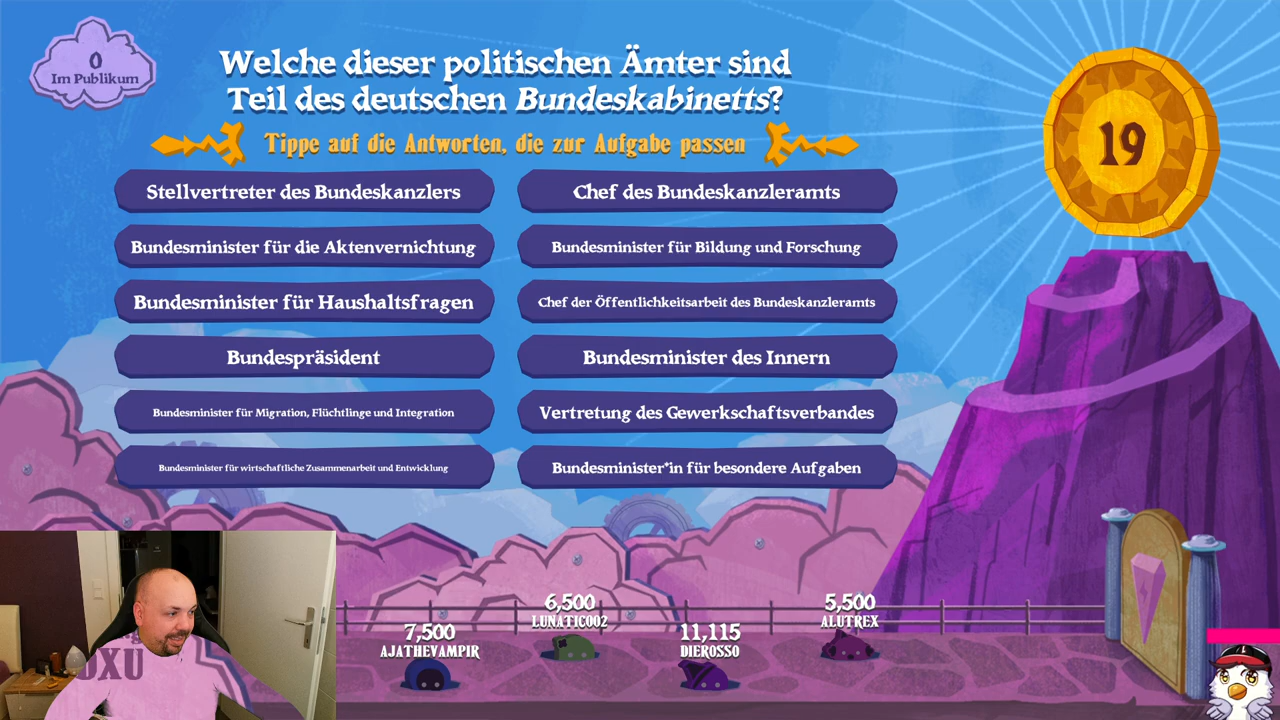 0
Im Publikum
Welche dieser politischen Ämter sind
Teil des deutschen Bundeskabinetts?
Tippe auf die Antworten, die zur Aufgabe passen
19
Stellvertreter des Bundeskanzlers
Chef des Bundeskanzleramts
Bundesminister für die Aktenvernichtung
Bundesminister für Bildung und Forschung
Bundesminister für Haushaltsfragen
Chef der Öffentlichkeitsarbeit des Bundeskanzleramts
Bundespräsident
Bundesminister des Innern
Bundesminister für Migration, Flüchtlinge und Integration
Vertretung des Gewerkschaftsverbandes
Bundesminister für wirtschaftliche Zusammenarbeit und Entwicklung
Bundesminister*in für besondere Aufgaben
7,500
AJATHEVAMPIR
6,500
LUNATIC002
11,115
DIEROSSO
5,500
ALUTREX